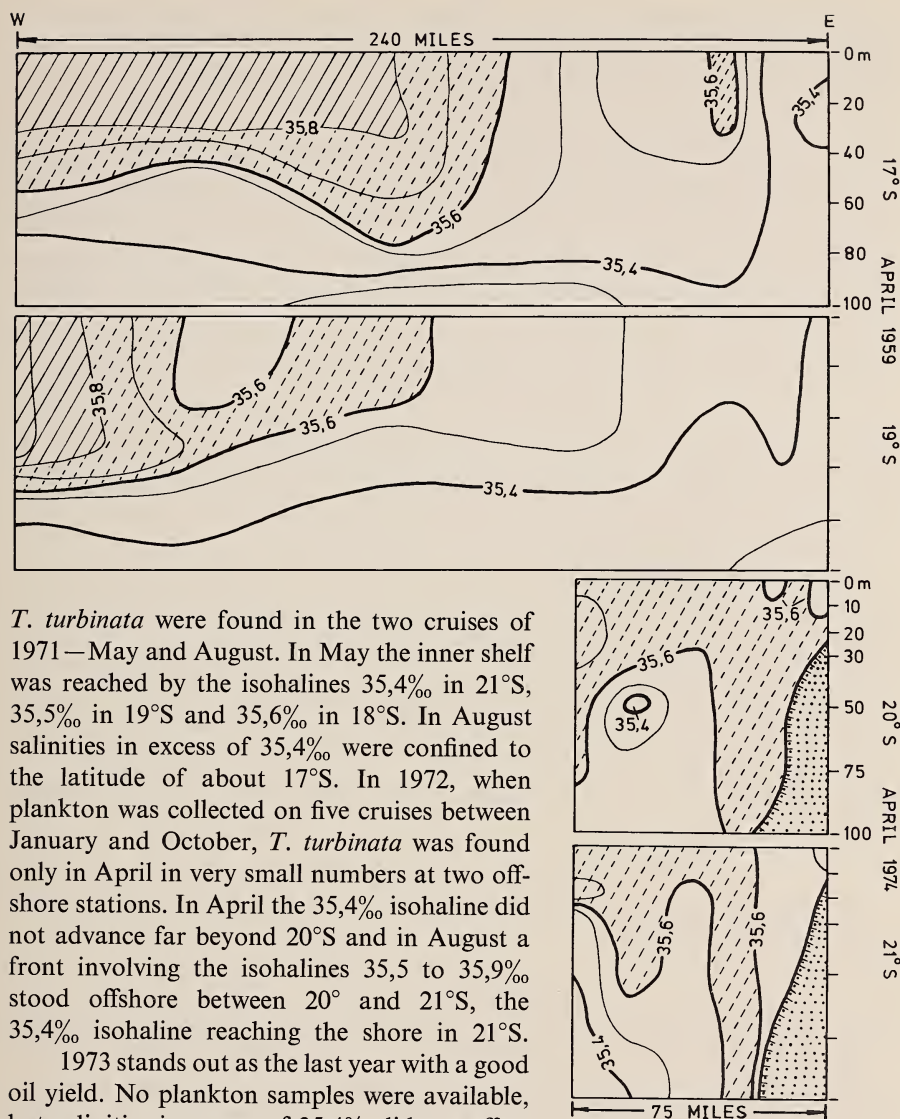 W E
240 MILES
0m
20
40
60
80
100
35,8
35,6
35,4
35,6
35,4
17°S
APRIL 1959
35,8
35,6
35,6
35,4
19°S
T. turbinata were found in the two cruises of
1971—May and August. In May the inner shelf
was reached by the isohalines 35,4‰ in 21°S,
35,5‰ in 19°S and 35,6‰ in 18°S. In August
salinities in excess of 35,4‰ were confined to
the latitude of about 17°S. In 1972, when
plankton was collected on five cruises between
January and October, T. turbinata was found
only in April in very small numbers at two off-
shore stations. In April the 35,4‰ isohaline did
not advance far beyond 20°S and in August a
front involving the isohalines 35,5 to 35,9‰
stood offshore between 20° and 21°S, the
35,4‰ isohaline reaching the shore in 21°S.
1973 stands out as the last year with a good
oil yield. No plankton samples were available,
0m
10
20
30
50
75
100
35,6
35,6
35,4
20°S
APRIL 1974
35,6
35,6
35,4
21°S
75 MILES